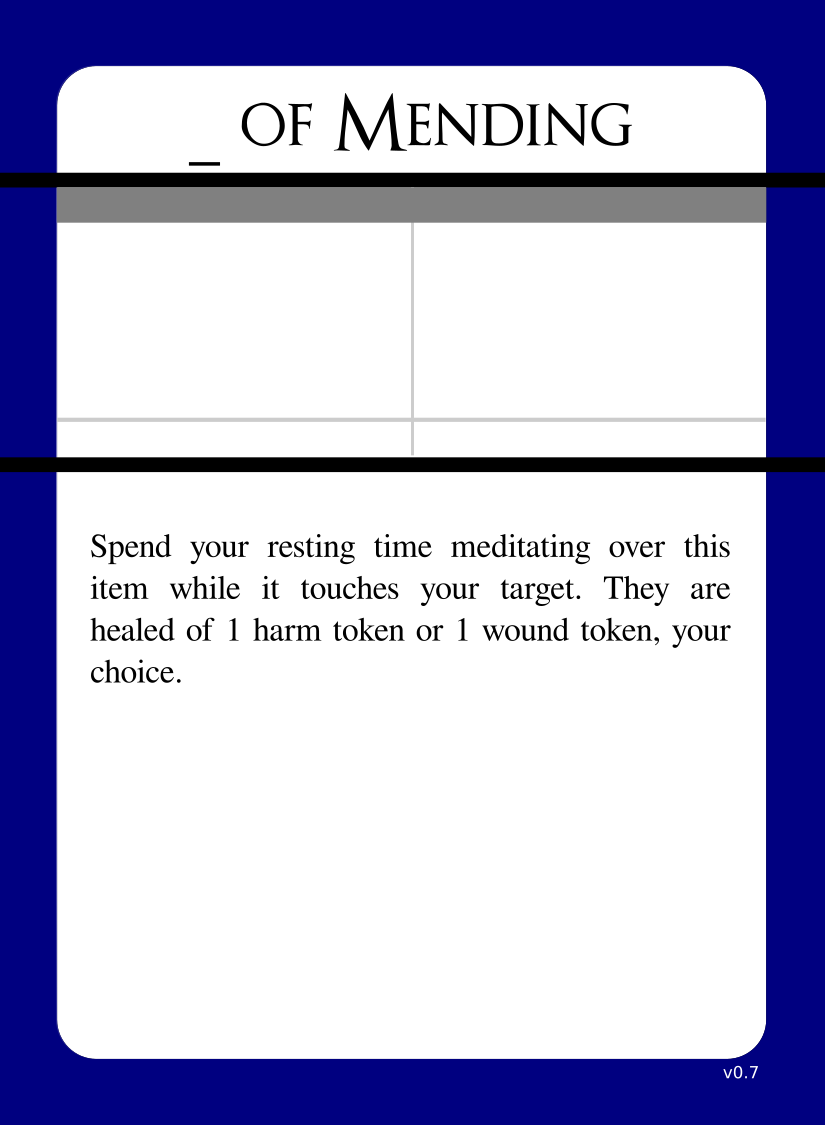 _ of Mending
Spend your resting time meditating over this
item while it touches your target. They are
healed of 1 harm token or 1 wound token, your
choice.
v0.7